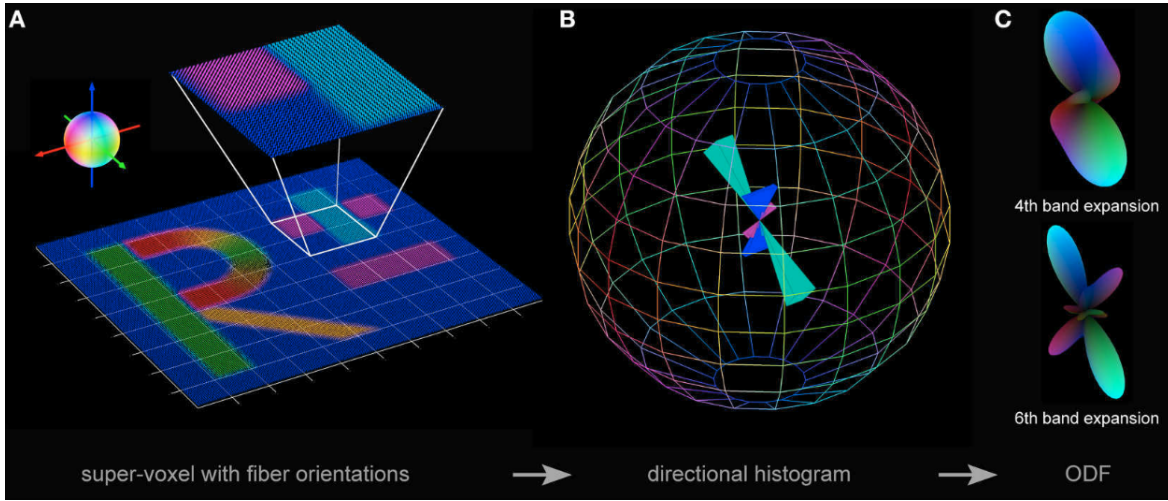 A
B
C
4th band expansion
6th band expansion
super-voxel with fiber orientations
directional histogram
ODF